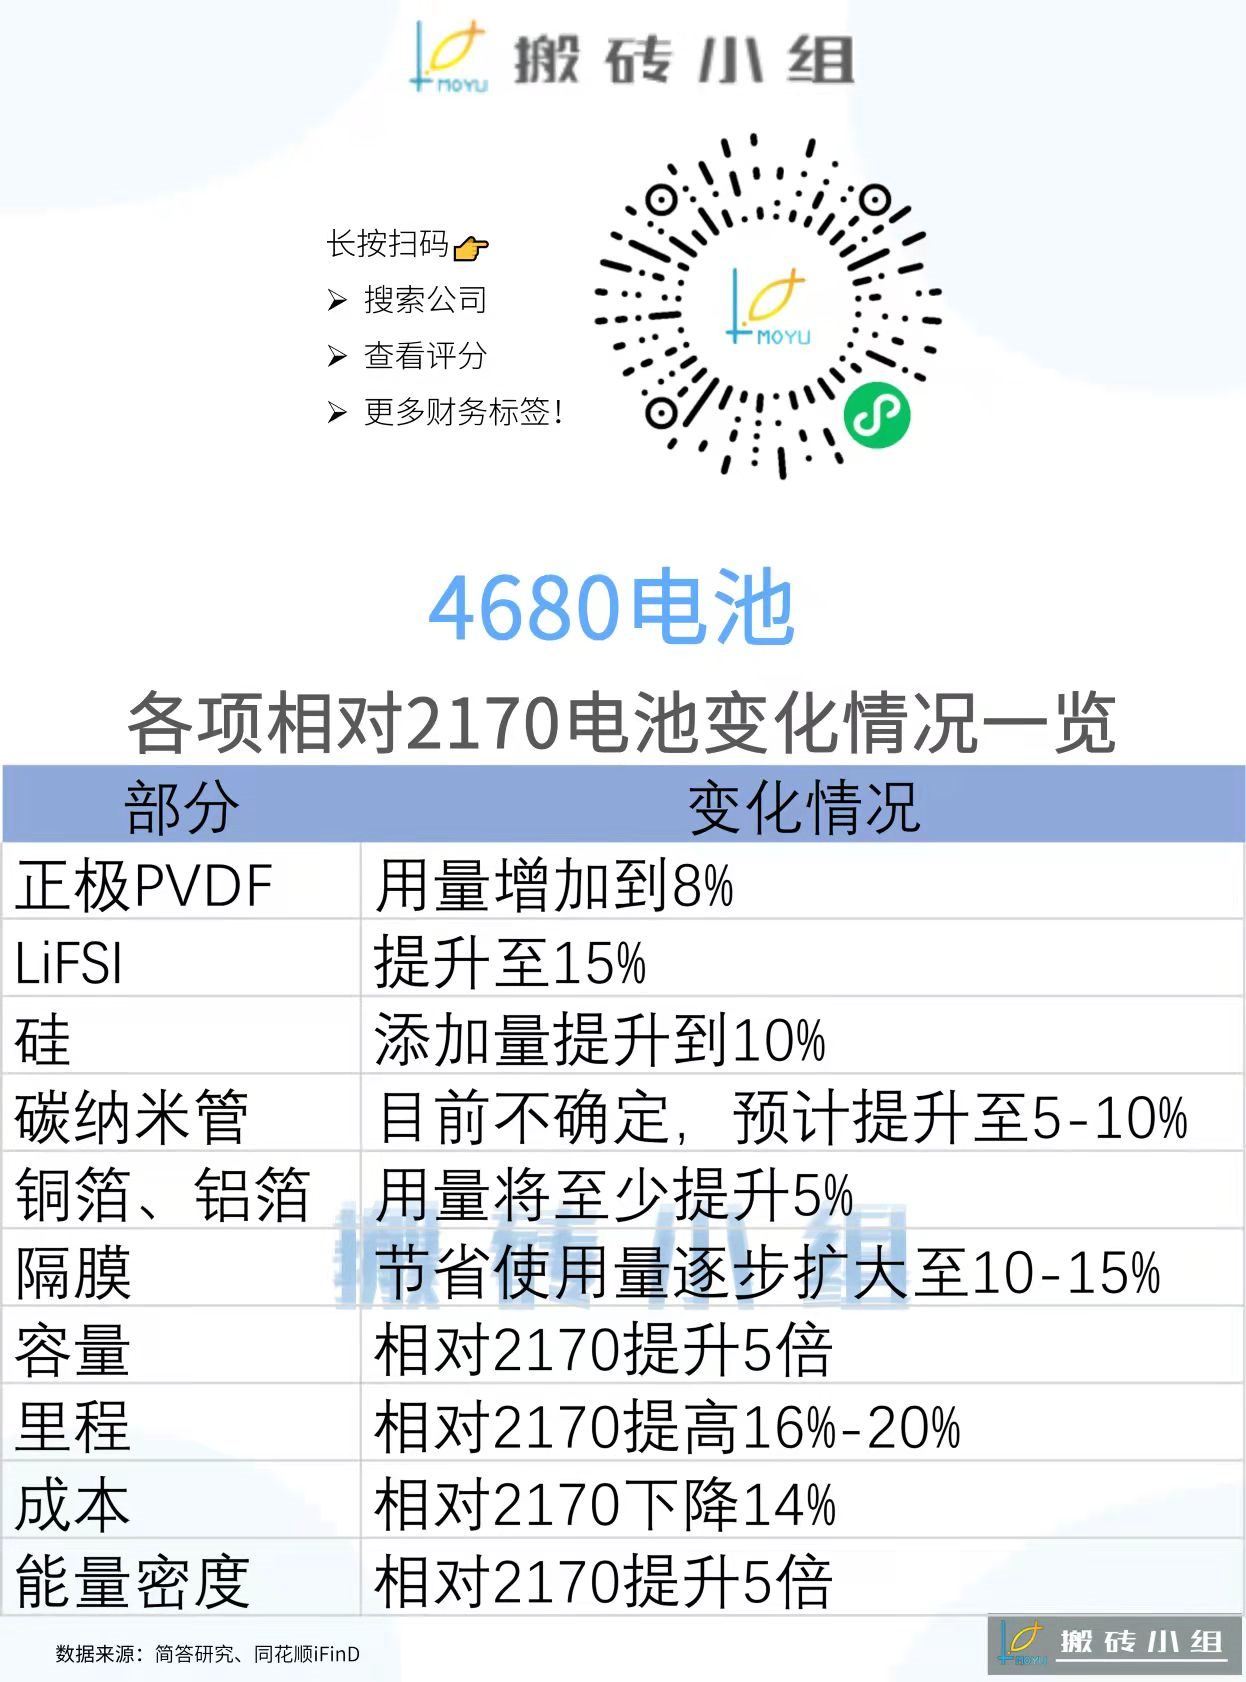 MOYU 搬砖小组
长按扫码👉
➢ 搜索公司
➢ 查看评分
➢ 更多财务标签！
MOYU
4680电池
各项相对2170电池变化情况一览
部分 变化情况
正极PVDF 用量增加到8%
LiFSI 提升至15%
硅 添加量提升到10%
碳纳米管 目前不确定，预计提升至5-10%
铜箔、铝箔 用量将至少提升5%
搬砖小组
隔膜 节省使用量逐步扩大至10-15%
容量 相对2170提升5倍
里程 相对2170提高16%-20%
成本 相对2170下降14%
能量密度 相对2170提升5倍
数据来源：简答研究、同花顺iFinD
MOYU 搬砖小组